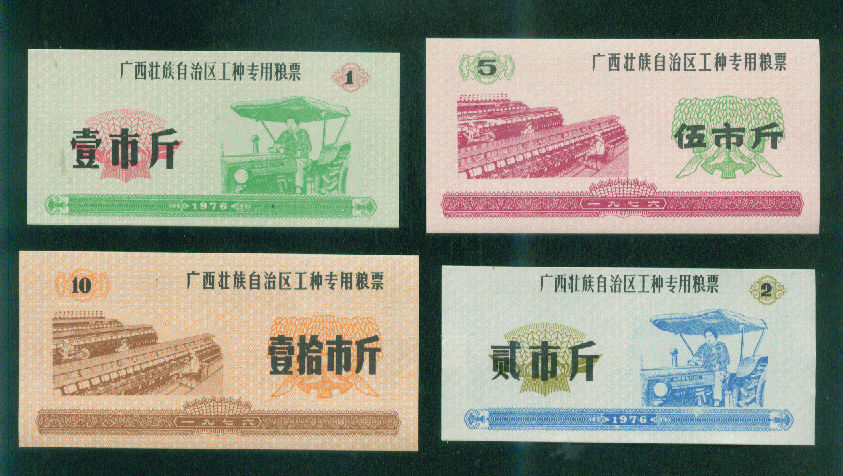 广西壮族自治区工种专用粮票
1
壹市斤
1976
5
广西壮族自治区工种专用粮票
伍市斤
一九七六
10
广西壮族自治区工种专用粮票
壹拾市斤
一九七六
广西壮族自治区工种专用粮票
2
贰市斤
1976